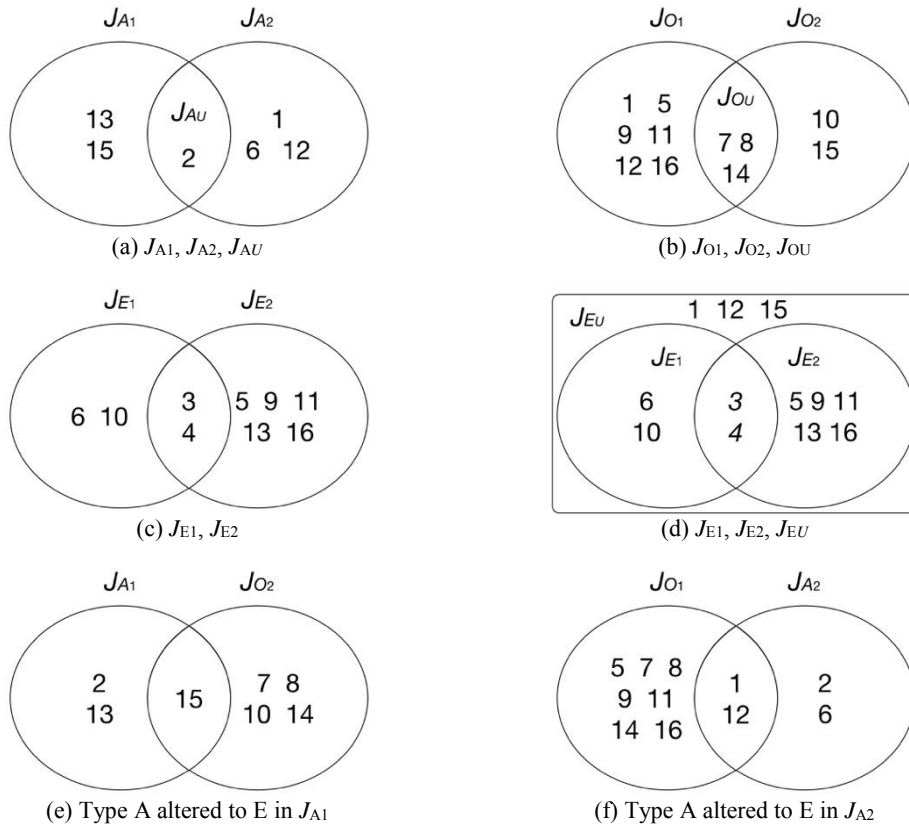 JA1 JA2
13
15
JAU
2
1
6 12
(a) JA1, JA2, JAU
JO1 JO2
1 5
9 11
12 16
JOU
7 8
14
10
15
(b) JO1, JO2, JOU
JE1 JE2
6 10
3
4
5 9 11
13 16
(c) JE1, JE2
JEU
1 12 15
JE1 JE2
6
10
3
4
5 9 11
13 16
(d) JE1, JE2, JEU
JA1 JO2
2
13
15
7 8
10 14
(e) Type A altered to E in JA1
JO1 JA2
5 7 8
9 11
14 16
1
12
2
6
(f) Type A altered to E in JA2